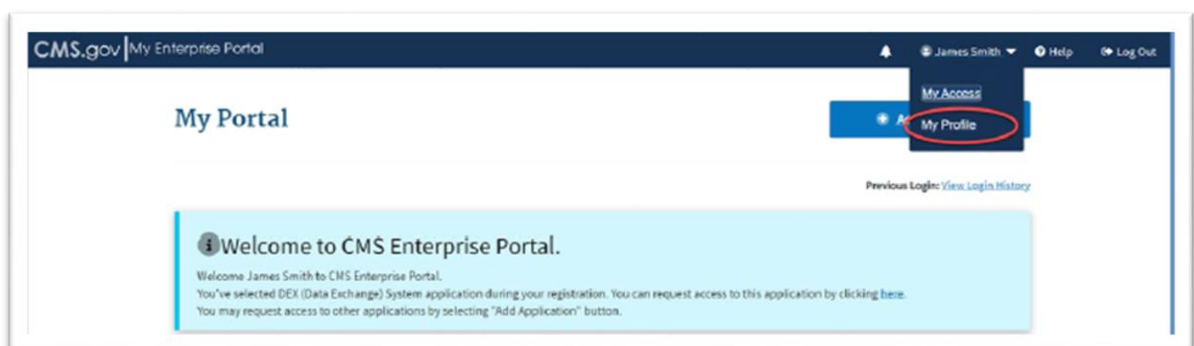 CMS.gov My Enterprise Portal
James Smith Help Log Out
My Access
My Portal
My Profile
Previous Login: View Login History
Welcome to CMS Enterprise Portal.
Welcome James Smith to CMS Enterprise Portal.
You've selected DEX (Data Exchange) System application during your registration. You can request access to this application by clicking here.
You may request access to other applications by selecting "Add Application" button.